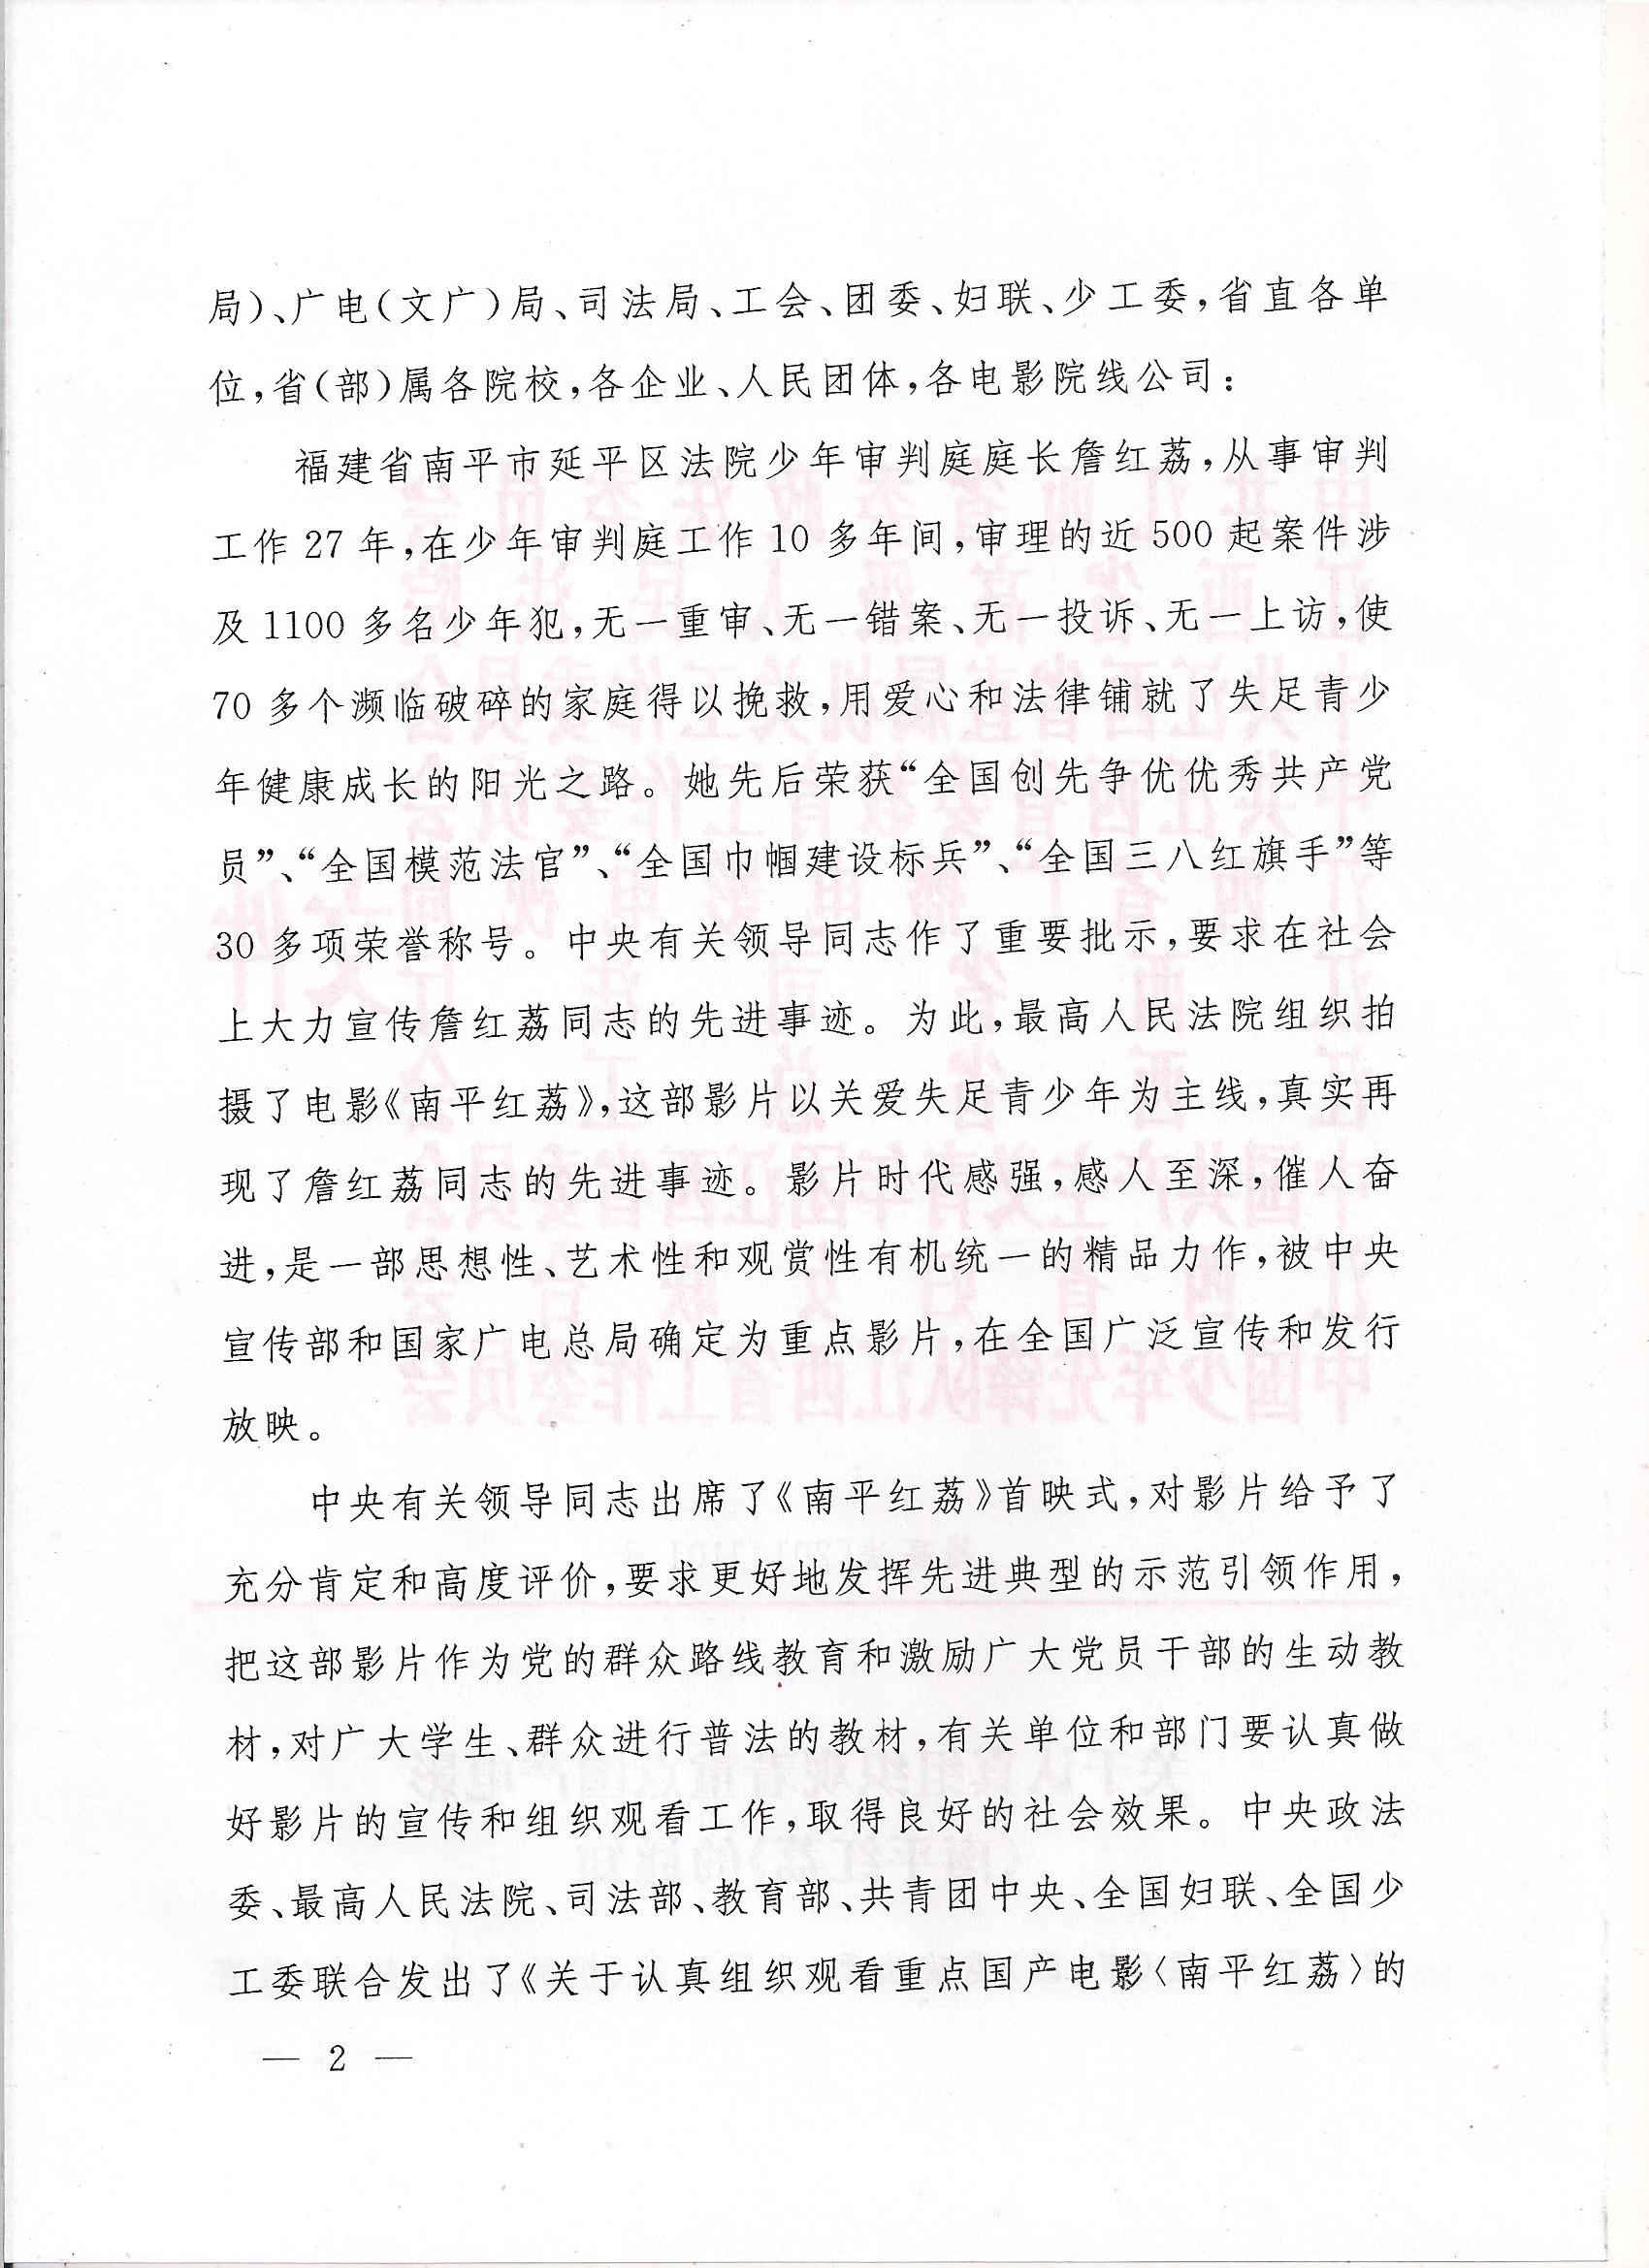 局)、广电(文广)局、司法局、工会、团委、妇联、少工委,省直各单
位,省(部)属各院校,各企业、人民团体,各电影院线公司:
福建省南平市延平区法院少年审判庭庭长詹红荔,从事审判
工作27年,在少年审判庭工作10多年间,审理的近500起案件涉
及1100多名少年犯,无一重审、无一错案、无一投诉、无一上访,使
70多个濒临破碎的家庭得以挽救,用爱心和法律铺就了失足青少
年健康成长的阳光之路。她先后荣获“全国创先争优优秀共产党
员”、“全国模范法官”、“全国巾帼建设标兵”、“全国三八红旗手”等
30多项荣誉称号。中央有关领导同志作了重要批示,要求在社会
上大力宣传詹红荔同志的先进事迹。为此,最高人民法院组织拍
摄了电影《南平红荔》,这部影片以关爱失足青少年为主线,真实再
现了詹红荔同志的先进事迹。影片时代感强,感人至深,催人奋
进,是一部思想性、艺术性和观赏性有机统一的精品力作,被中央
宣传部和国家广电总局确定为重点影片,在全国广泛宣传和发行
放映。
中央有关领导同志出席了《南平红荔》首映式,对影片给予了
充分肯定和高度评价,要求更好地发挥先进典型的示范引领作用,
把这部影片作为党的群众路线教育和激励广大党员干部的生动教
材,对广大学生、群众进行普法的教材,有关单位和部门要认真做
好影片的宣传和组织观看工作,取得良好的社会效果。中央政法
委、最高人民法院、司法部、教育部、共青团中央、全国妇联、全国少
工委联合发出了《关于认真组织观看重点国产电影〈南平红荔〉的
— 2 —